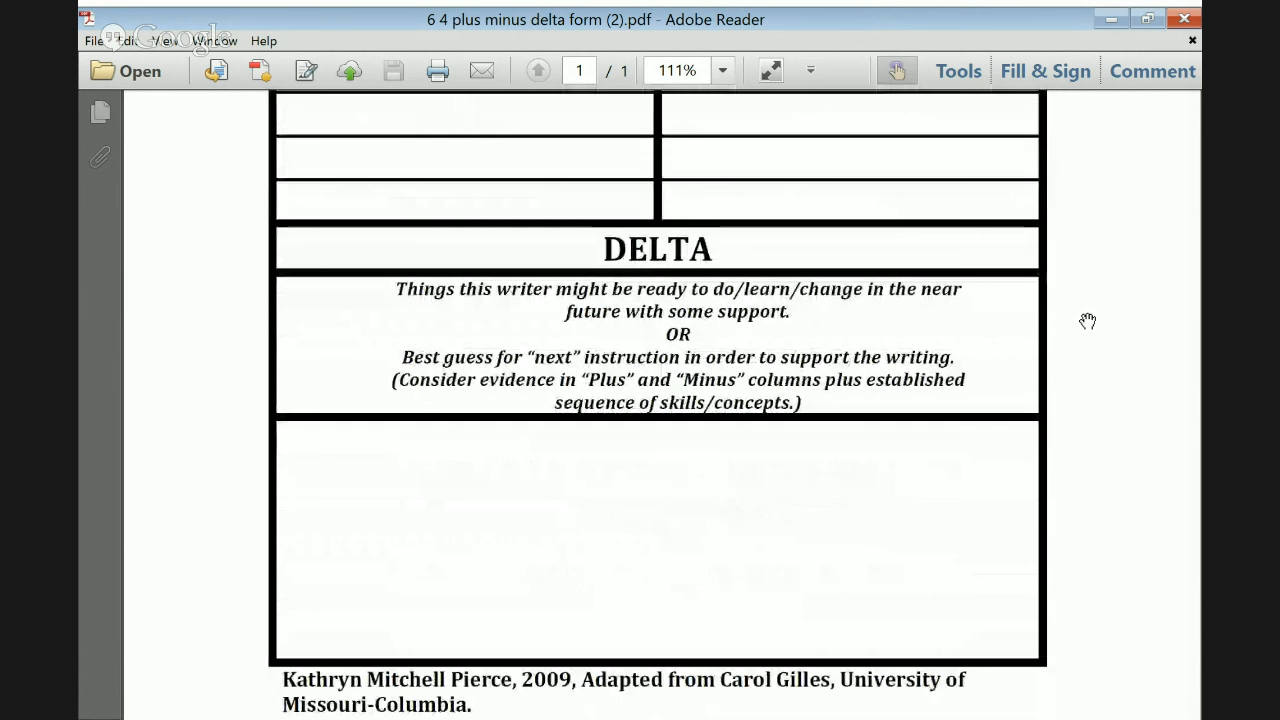 6 4 plus minus delta form (2).pdf - Adobe Reader
Google
File Edit View Window Help
Open 1 / 1 111% Tools Fill & Sign Comment
DELTA
Things this writer might be ready to do/learn/change in the near
future with some support.
OR
Best guess for “next” instruction in order to support the writing.
(Consider evidence in “Plus” and “Minus” columns plus established
sequence of skills/concepts.)
Kathryn Mitchell Pierce, 2009, Adapted from Carol Gilles, University of
Missouri-Columbia.